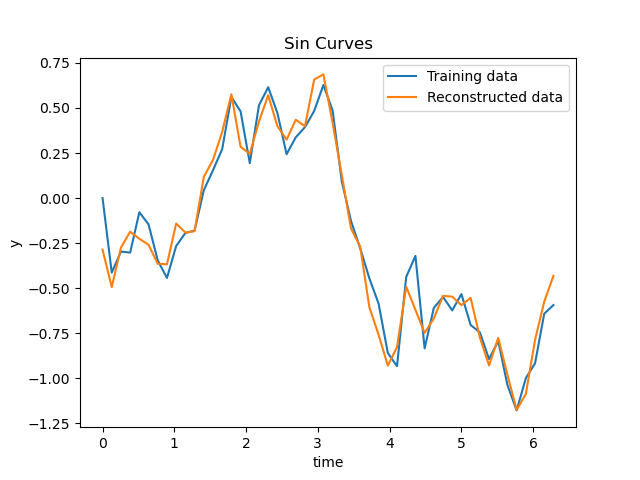 Sin Curves
Training data
Reconstructed data
0.75
0.50
0.25
0.00
−0.25
−0.50
−0.75
−1.00
−1.25
y
0 1 2 3 4 5 6
time